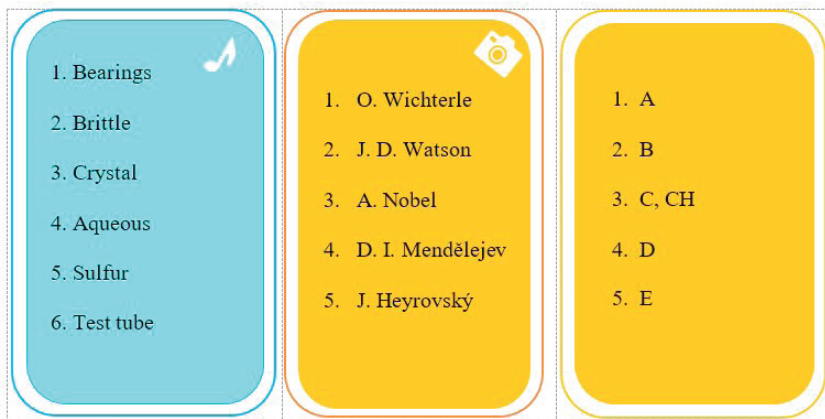 1. Bearings
2. Brittle
3. Crystal
4. Aqueous
5. Sulfur
6. Test tube
1. O. Wichterle
2. J. D. Watson
3. A. Nobel
4. D. I. Mendělejev
5. J. Heyrovský
1. A
2. B
3. C, CH
4. D
5. E